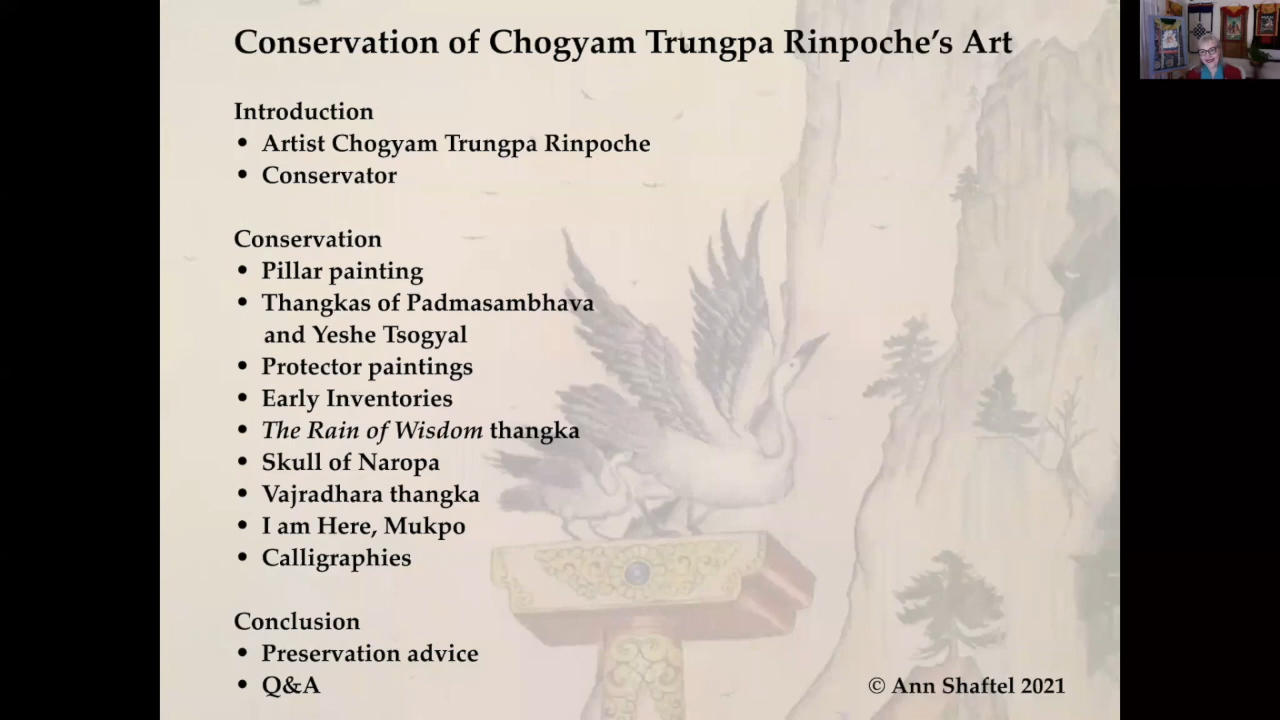 Conservation of Chogyam Trungpa Rinpoche's Art
Introduction
• Artist Chogyam Trungpa Rinpoche
• Conservator
Conservation
• Pillar painting
• Thangkas of Padmasambhava
and Yeshe Tsogyal
• Protector paintings
• Early Inventories
• The Rain of Wisdom thangka
• Skull of Naropa
• Vajradhara thangka
• I am Here, Mukpo
• Calligraphies
Conclusion
• Preservation advice
• Q&A
© Ann Shaftel 2021